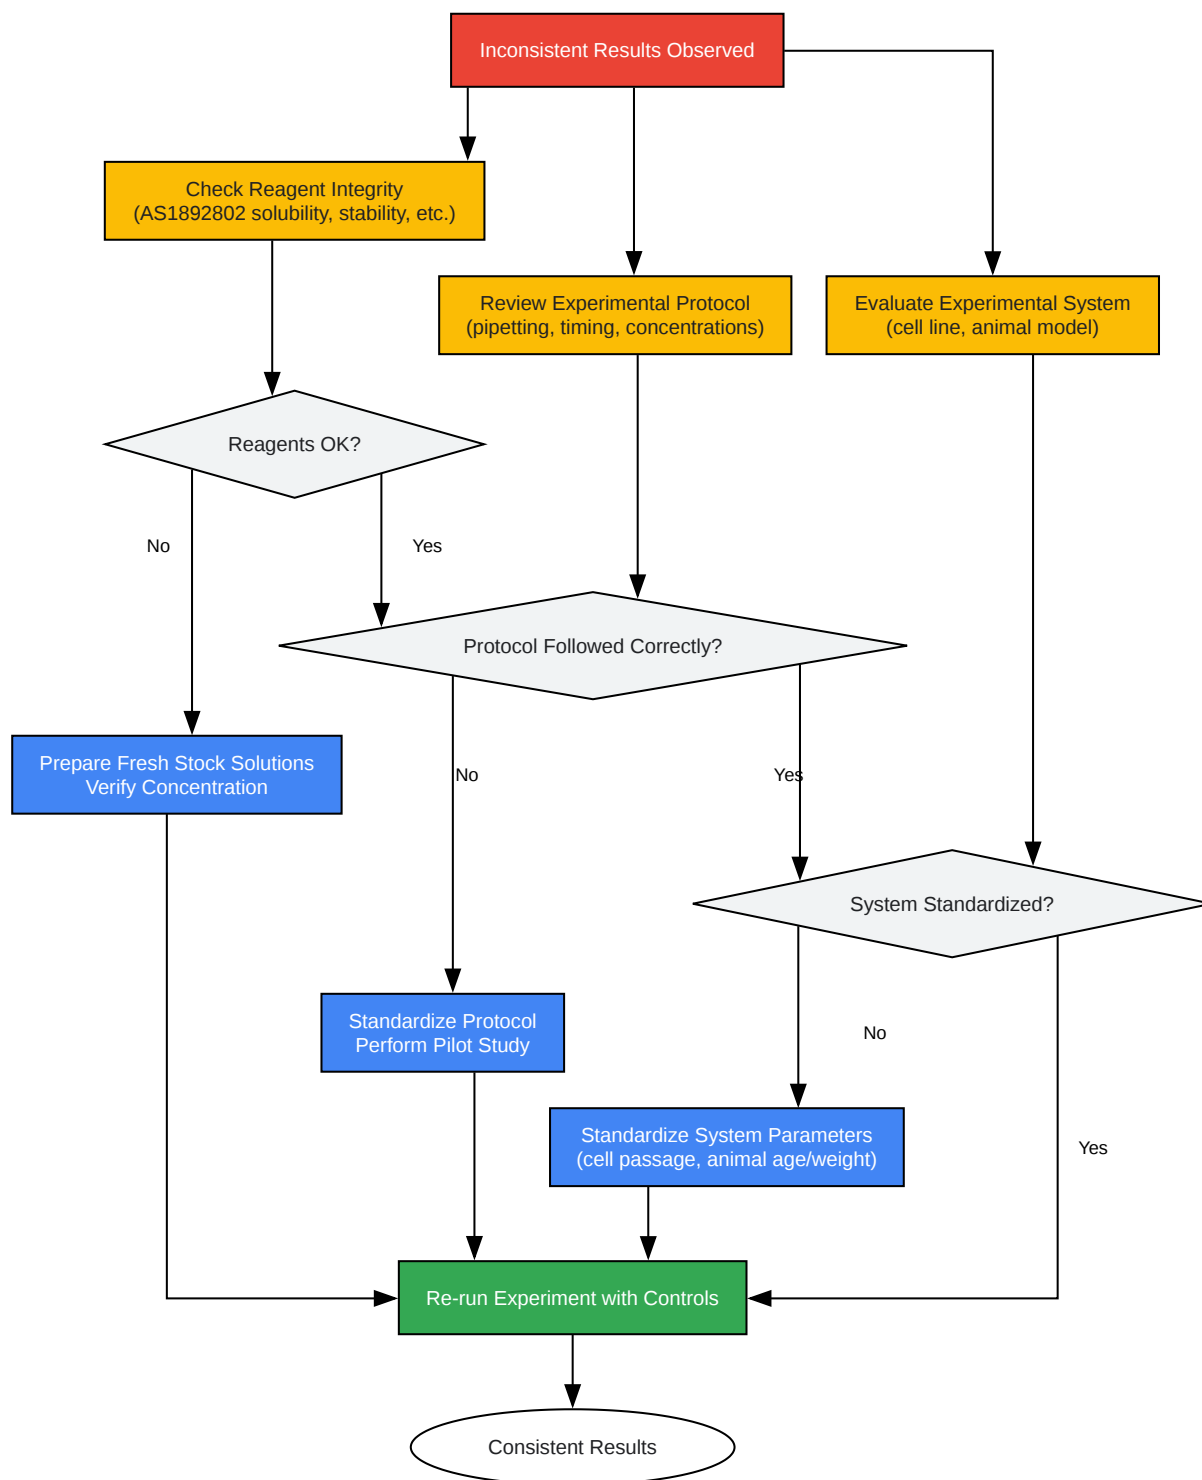 Inconsistent Results Observed
Check Reagent Integrity
(AS1892802 solubility, stability, etc.)
Review Experimental Protocol
(pipetting, timing, concentrations)
Evaluate Experimental System
(cell line, animal model)
Reagents OK?
No
Yes
Protocol Followed Correctly?
Prepare Fresh Stock Solutions
Verify Concentration
No
Yes
System Standardized?
Standardize Protocol
Perform Pilot Study
No
Standardize System Parameters
(cell passage, animal age/weight)
Yes
Re-run Experiment with Controls
Consistent Results